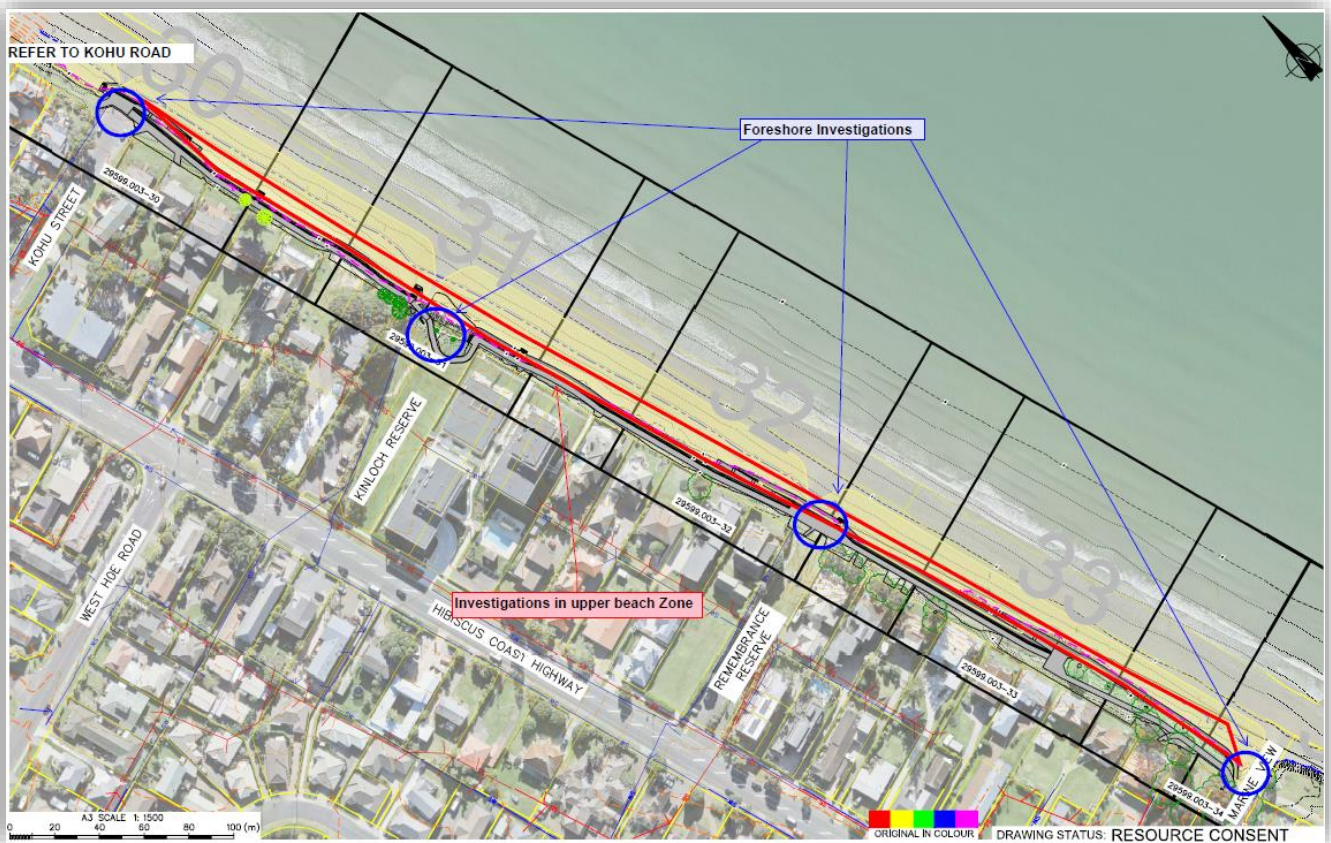 REFER TO KOHU ROAD
30
Foreshore Investigations
29599.003-30
KOHU STREET
31
29599.003-31
KINLOCH RESERVE
32
29599.003-32
WEST HOE ROAD
Investigations in upper beach Zone
HIBISCUS COAST HIGHWAY
REMEMBRANCE
RESERVE
33
29599.003-33
MARINE VIEW
29599.003-34
A3 SCALE 1: 1500
0 20 40 60 80 100 (m)
ORIGINAL IN COLOUR
DRAWING STATUS: RESOURCE CONSENT